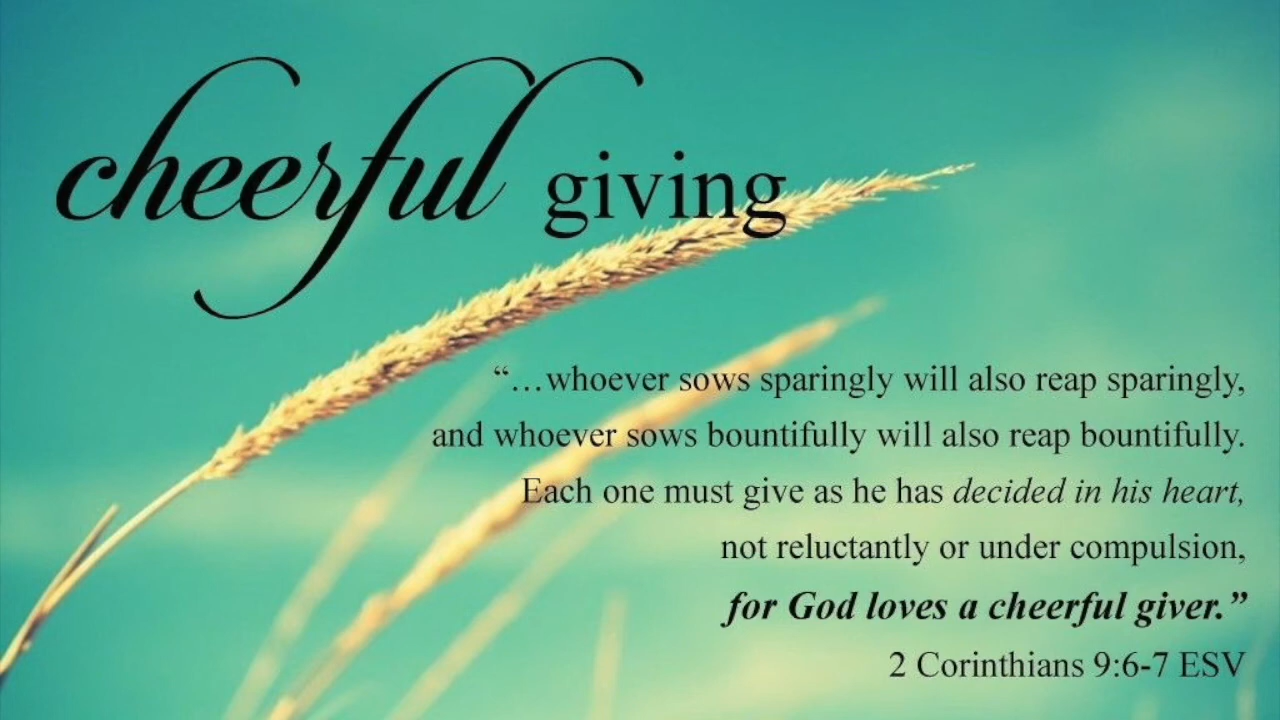 cheerful giving
“…whoever sows sparingly will also reap sparingly,
and whoever sows bountifully will also reap bountifully.
Each one must give as he has decided in his heart,
not reluctantly or under compulsion,
for God loves a cheerful giver.”
2 Corinthians 9:6-7 ESV